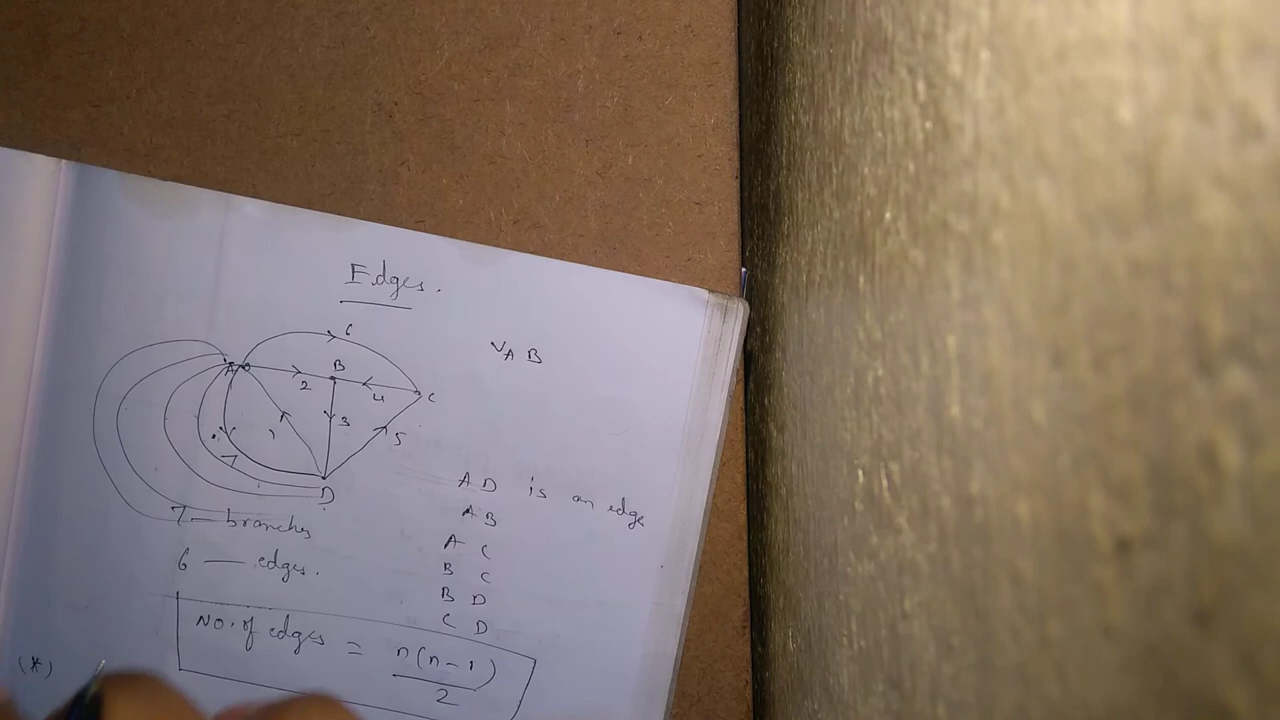 Edges.
6
V A B
A
B
2
4
C
3
1
5
7
D
A D is an edge
7 - branches
A B
A C
6 — edges.
B C
B D
C D
No. of edges = n(n-1)
2
(*)